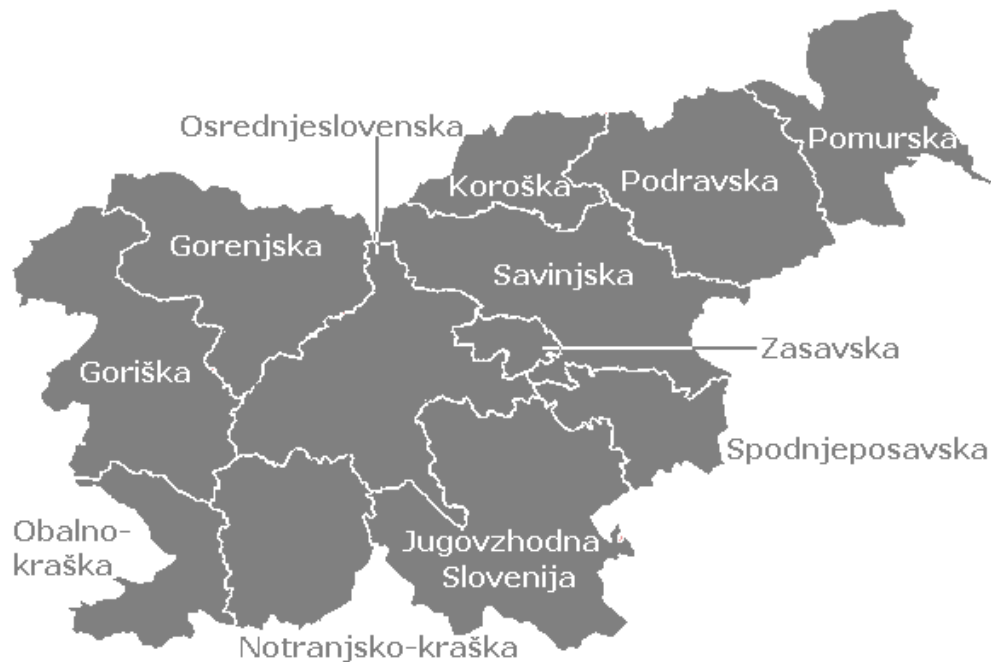 Osrednjeslovenska
Pomurska
Koroška
Podravska
Gorenjska
Savinjska
Zasavska
Goriška
Spodnjeposavska
Obalno-
kraška
Jugovzhodna
Slovenija
Notranjsko-kraška